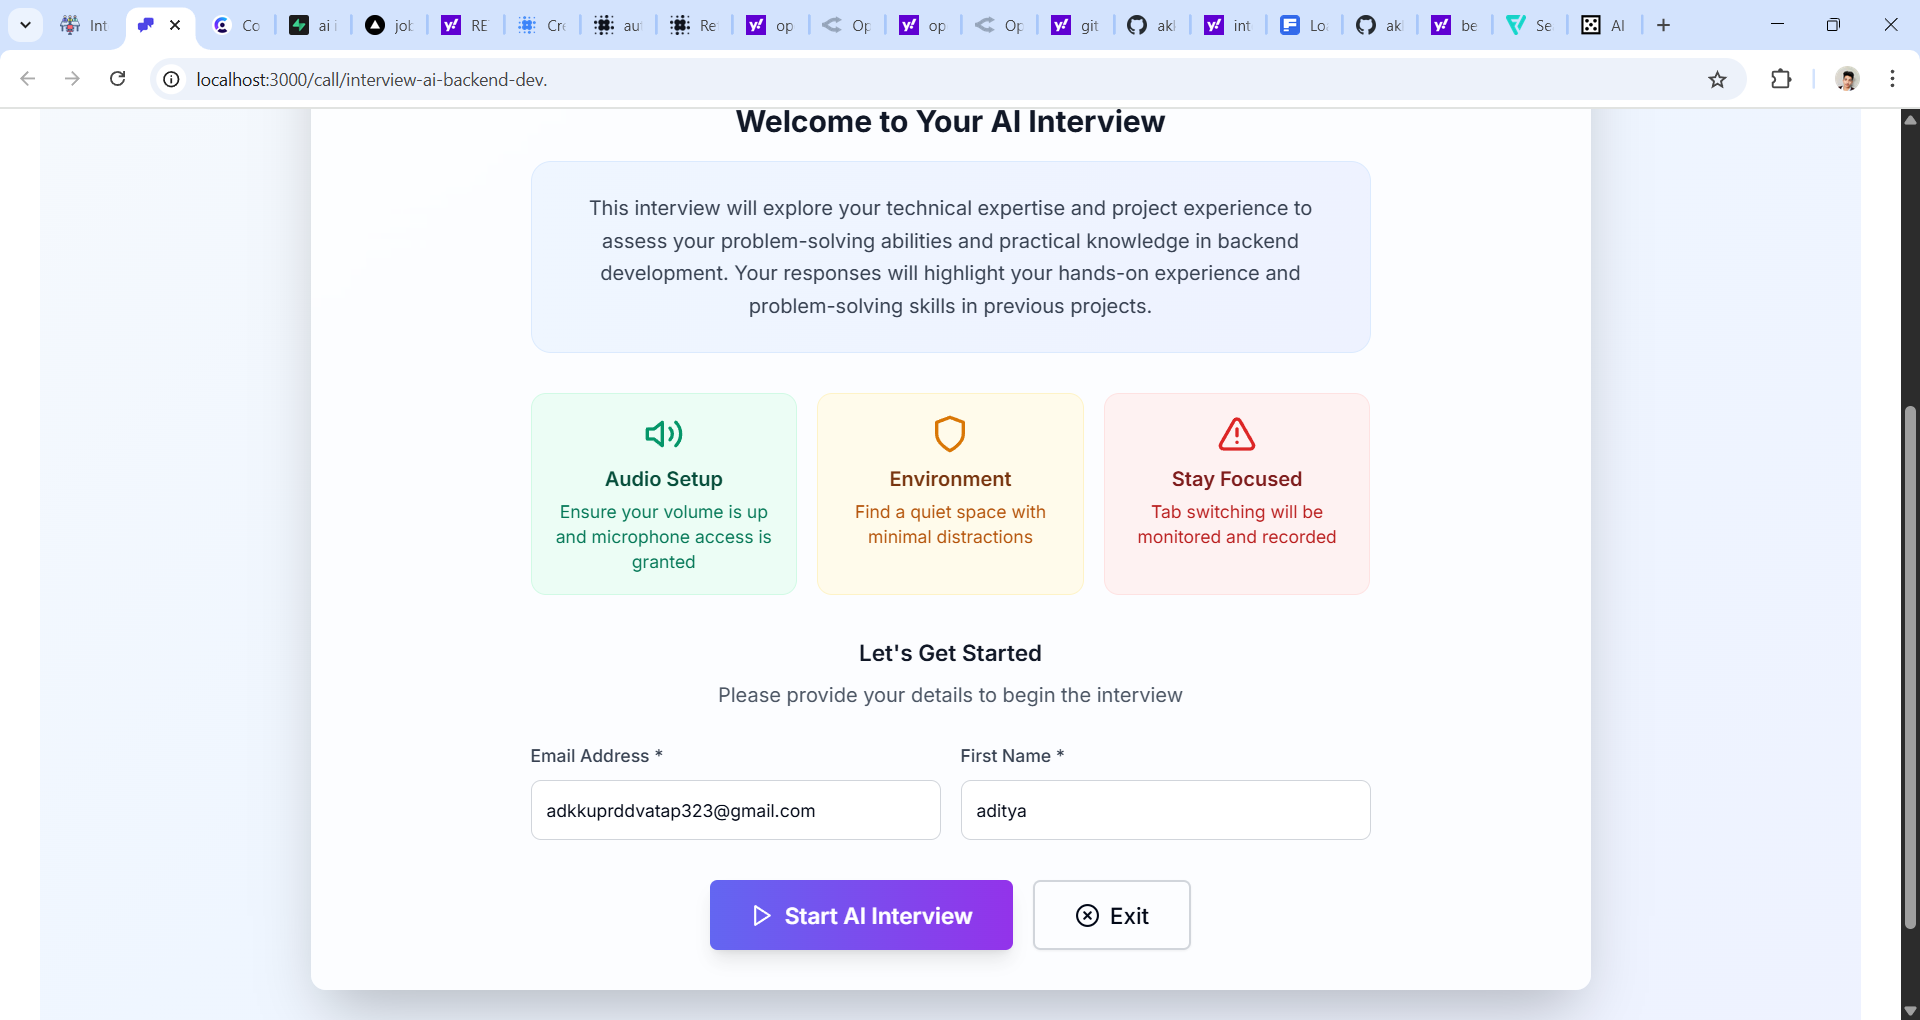 Int
Co
ai i
job
RE
Cre
aut
Re
op
Op
op
Op
git
akl
int
Loa
akl
be
Se
AI
localhost:3000/call/interview-ai-backend-dev.
Welcome to Your AI Interview
This interview will explore your technical expertise and project experience to
assess your problem-solving abilities and practical knowledge in backend
development. Your responses will highlight your hands-on experience and
problem-solving skills in previous projects.
Audio Setup
Ensure your volume is up
and microphone access is
granted
Environment
Find a quiet space with
minimal distractions
Stay Focused
Tab switching will be
monitored and recorded
Let's Get Started
Please provide your details to begin the interview
Email Address *
First Name *
adkkuprddvatap323@gmail.com
aditya
Start AI Interview
Exit